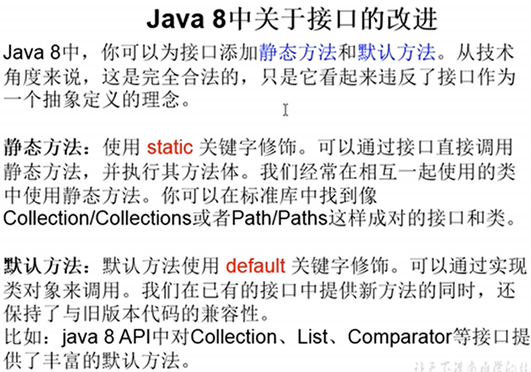 Java 8中关于接口的改进
Java 8中，你可以为接口添加静态方法和默认方法。从技术
角度来说，这是完全合法的，只是它看起来违反了接口作为
一个抽象定义的理念。
静态方法：使用 static 关键字修饰。可以通过接口直接调用
静态方法，并执行其方法体。我们经常在相互一起使用的类
中使用静态方法。你可以在标准库中找到像
Collection/Collections或者Path/Paths这样成对的接口和类。
默认方法：默认方法使用 default 关键字修饰。可以通过实现
类对象来调用。我们在已有的接口中提供新方法的同时，还
保持了与旧版本代码的兼容性。
比如：java 8 API中对Collection、List、Comparator等接口提
供了丰富的默认方法。